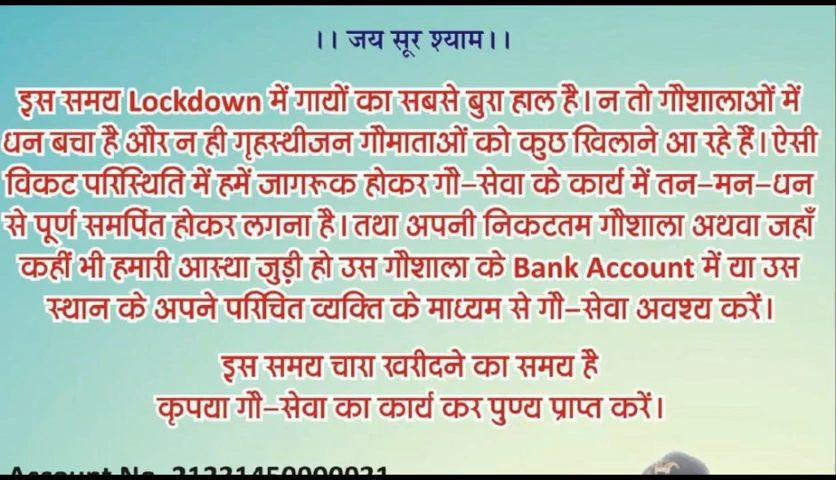 ।। जय सूर श्याम।।
इस समय Lockdown में गायों का सबसे बुरा हाल है। न तो गौशालाओं में
धन बचा है और न ही गृहस्थीजन गौमाताओं को कुछ खिलाने आ रहे हैं। ऐसी
विकट परिस्थिति में हमें जागरूक होकर गौ-सेवा के कार्य में तन-मन-धन
से पूर्ण समर्पित होकर लगना है। तथा अपनी निकटतम गौशाला अथवा जहाँ
कहीं भी हमारी आस्था जुड़ी हो उस गौशाला के Bank Account में या उस
स्थान के अपने परिचित व्यक्ति के माध्यम से गौ-सेवा अवश्य करें।
इस समय चारा खरीदने का समय है
कृपया गौ-सेवा का कार्य कर पुण्य प्राप्त करें।
Account No.